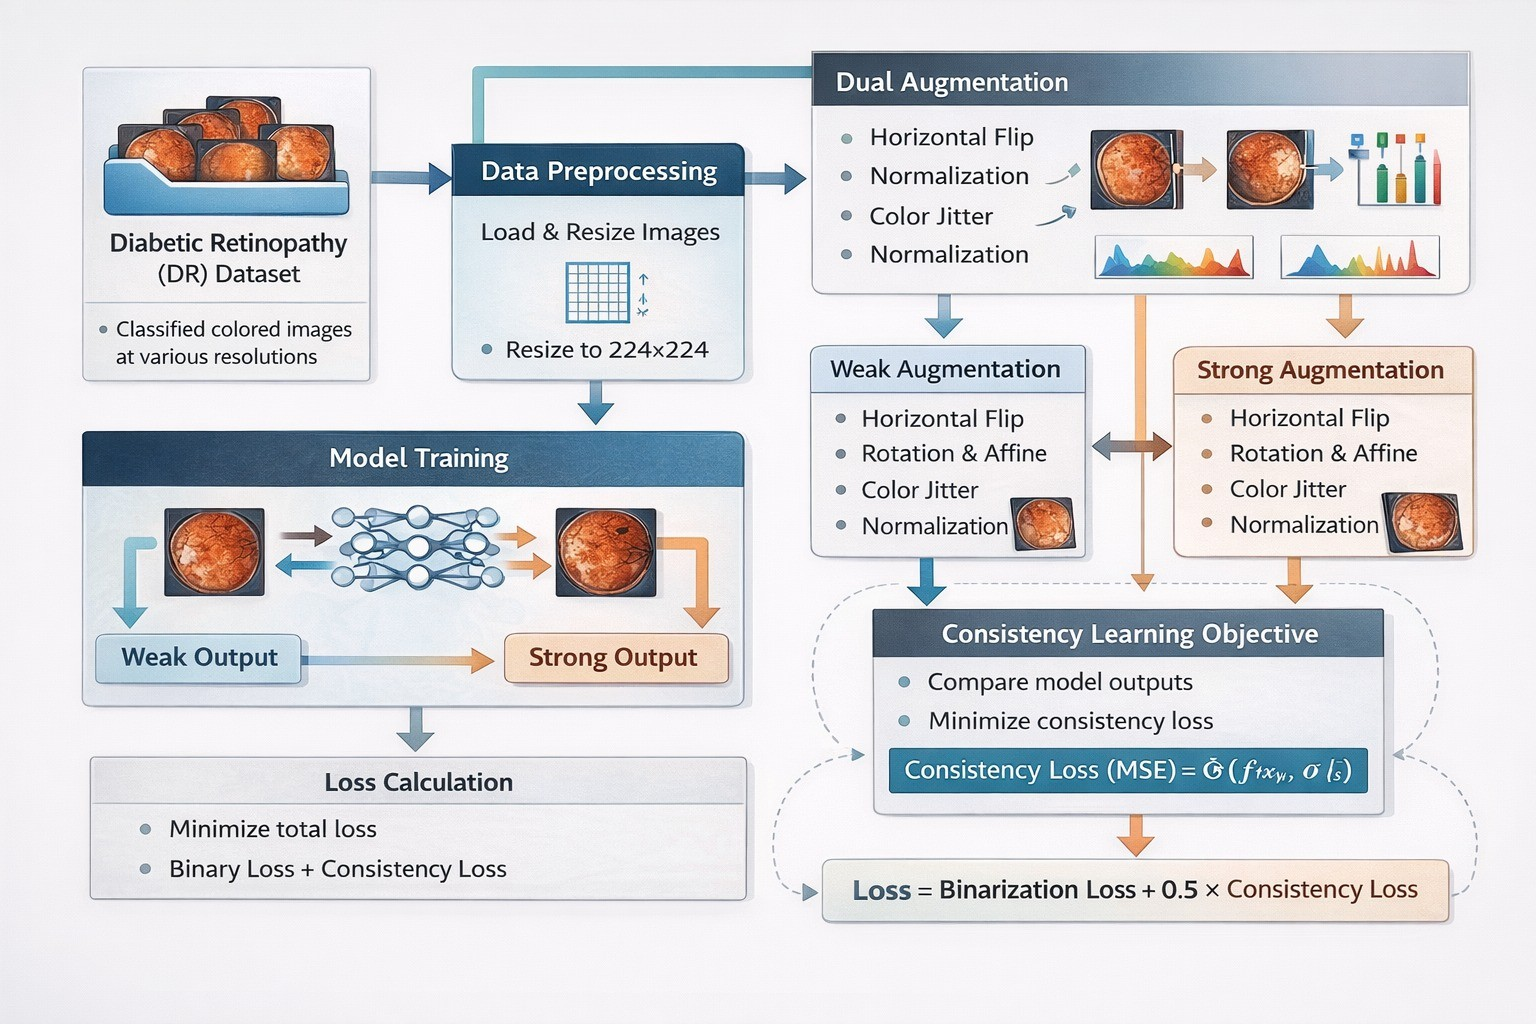 Diabetic Retinopathy
(DR) Dataset
• Classified colored images
at various resolutions
Data Preprocessing
Load & Resize Images
• Resize to 224×224
Dual Augmentation
• Horizontal Flip
• Normalization
• Color Jitter
• Normalization
Weak Augmentation
• Horizontal Flip
• Rotation & Affine
• Color Jitter
• Normalization
Strong Augmentation
• Horizontal Flip
• Rotation & Affine
• Color Jitter
• Normalization
Model Training
Weak Output
Strong Output
Loss Calculation
• Minimize total loss
• Binary Loss + Consistency Loss
Consistency Learning Objective
• Compare model outputs
• Minimize consistency loss
Consistency Loss (MSE) =
Loss = Binarization Loss + 0.5 × Consistency Loss